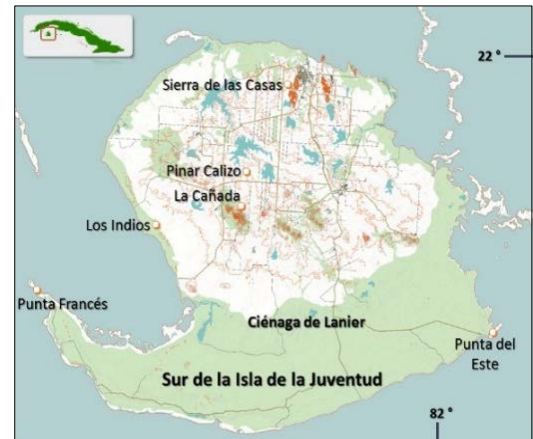 22 °
Sierra de las Casas
Pinar Calizo
La Cañada
Los Indios
Punta Francés
Ciénaga de Lanier
Punta del
Este
Sur de la Isla de la Juventud
82 °